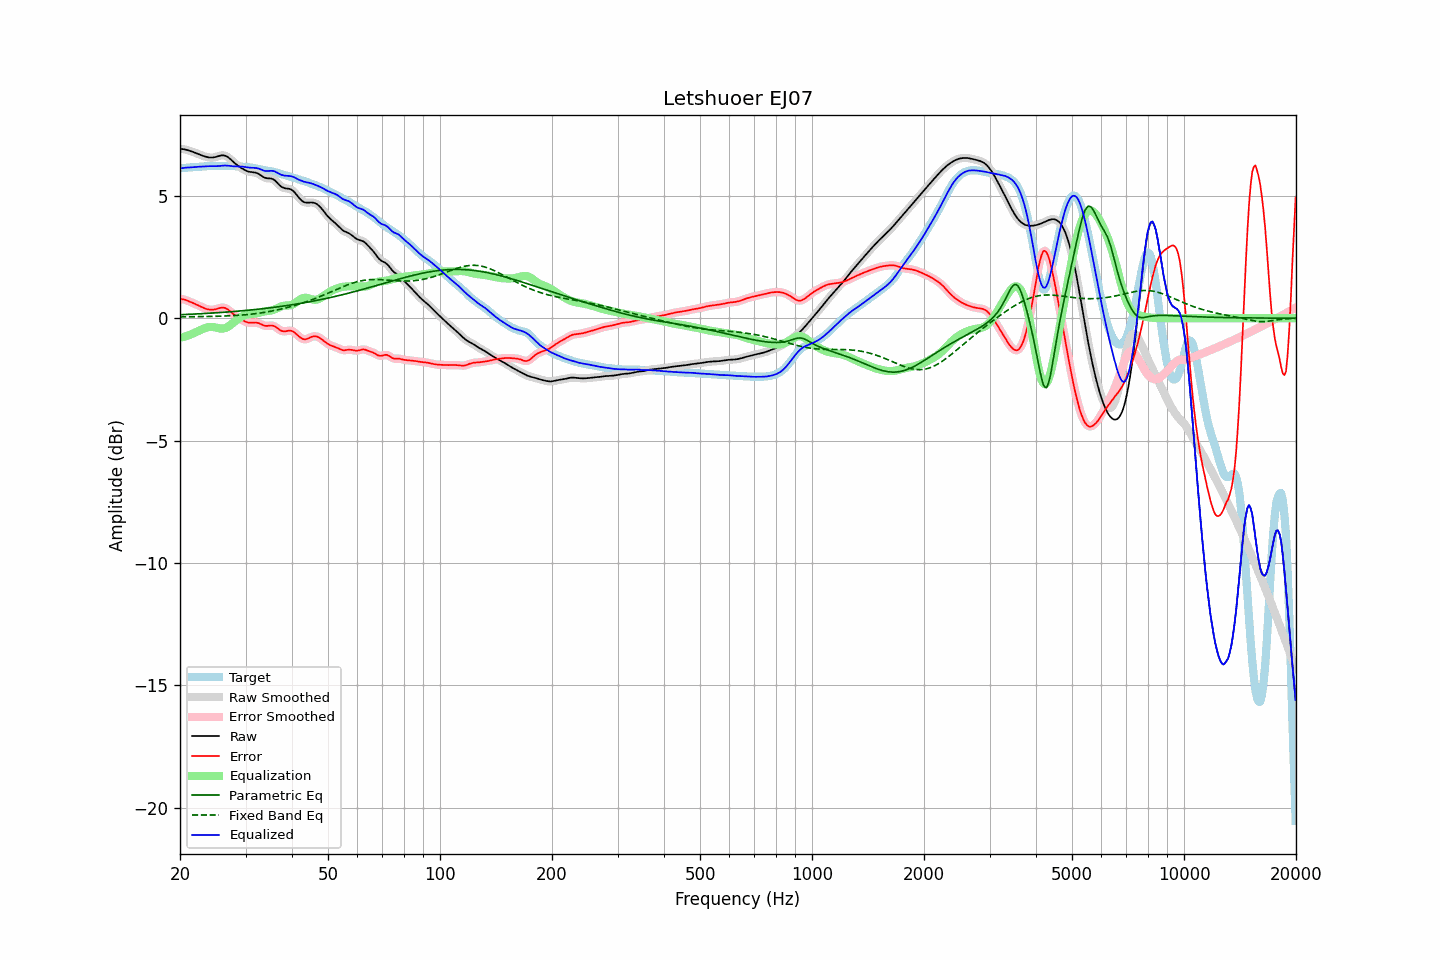 Letshuoer EJ07
Amplitude (dBr)
5
0
−5
−10
−15
−20
Target
Raw Smoothed
Error Smoothed
Raw
Error
Equalization
Parametric Eq
Fixed Band Eq
Equalized
20 50 100 200 500 1000 2000 5000 10000 20000
Frequency (Hz)